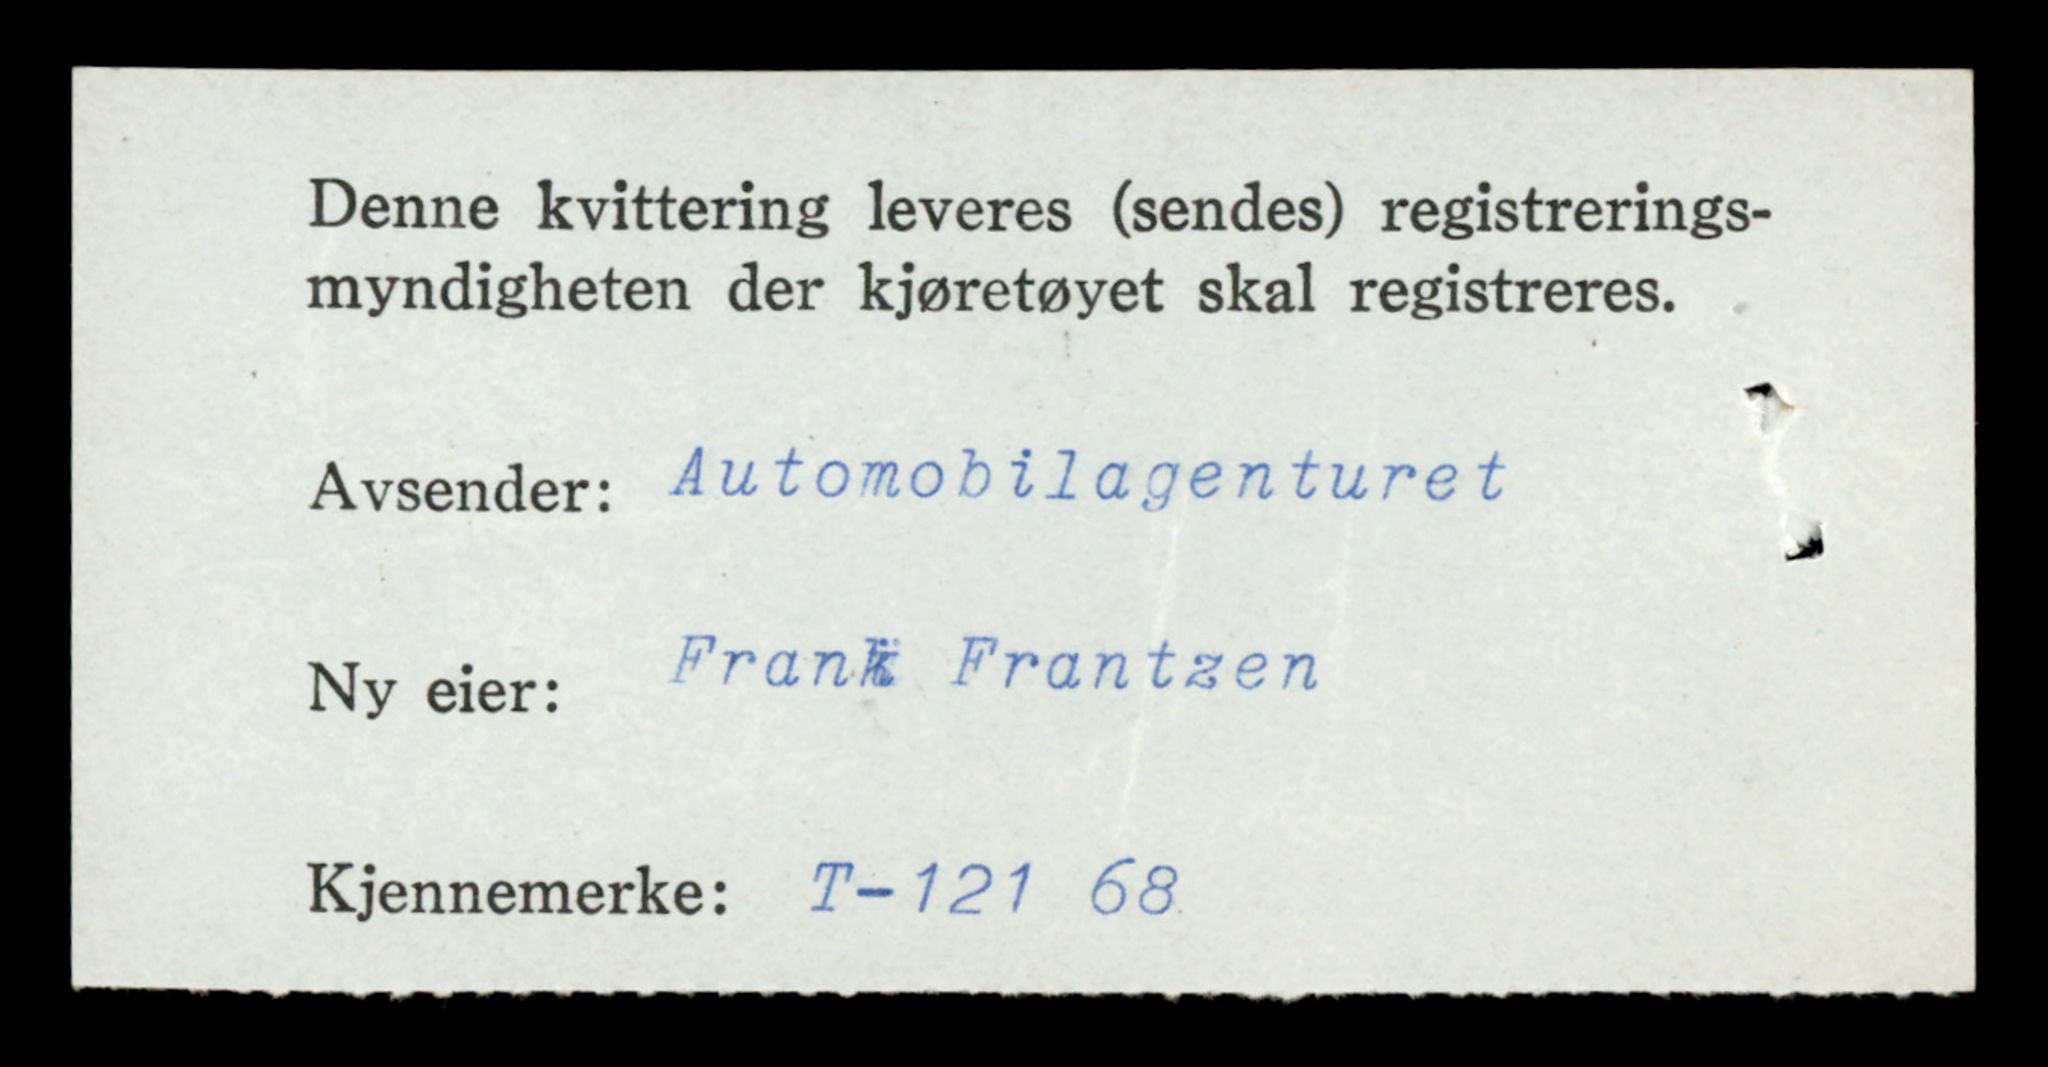 Denne kvittering leveres (sendes) registrerings-
myndigheten der kjøretøyet skal registreres.
Avsender: Automobilagenturet
Ny eier: Frank Frantzen
Kjennemerke: T-121 68